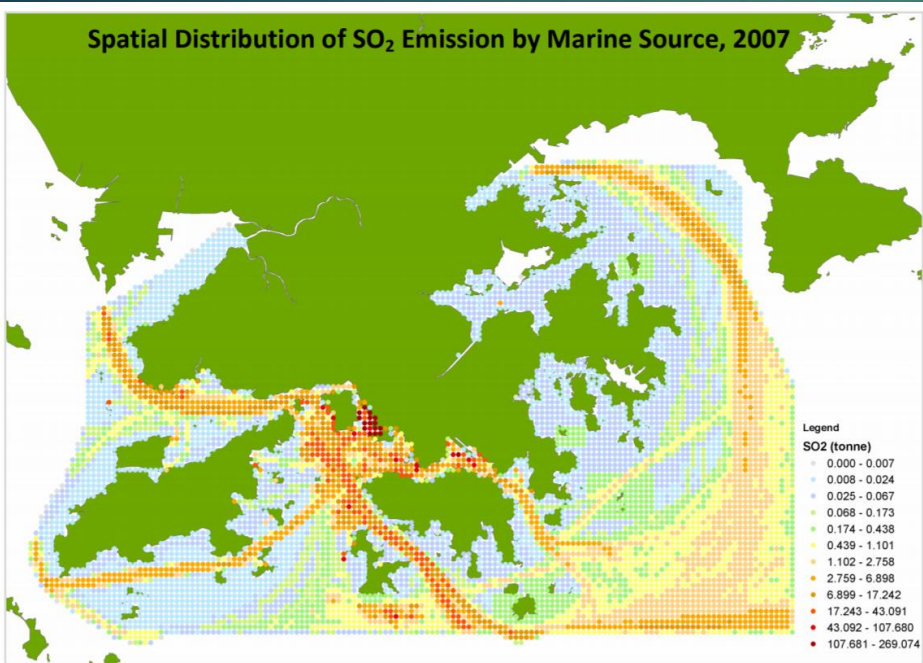 Spatial Distribution of SO₂ Emission by Marine Source, 2007
Legend
SO2 (tonne)
0.000 - 0.007
0.008 - 0.024
0.025 - 0.067
0.068 - 0.173
0.174 - 0.438
0.439 - 1.101
1.102 - 2.758
2.759 - 6.898
6.899 - 17.242
17.243 - 43.091
43.092 - 107.680
107.681 - 269.074